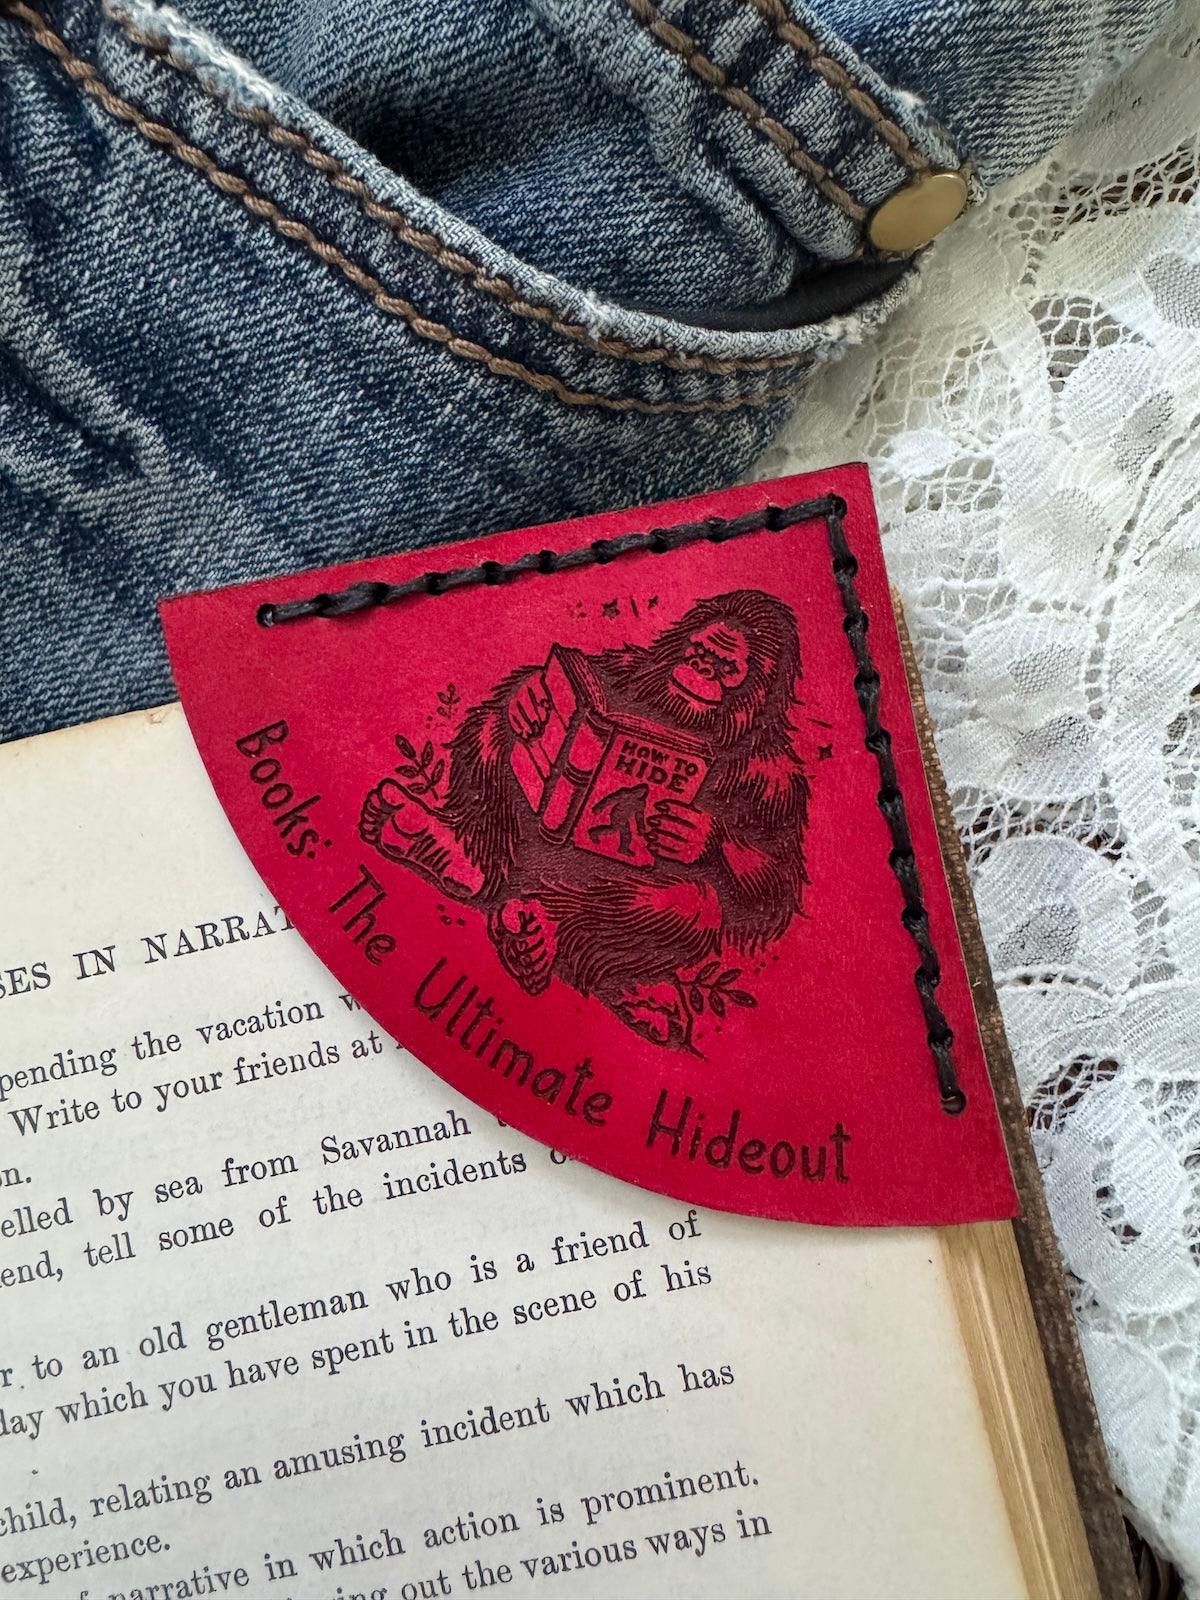 HOW TO
HIDE
Books: The Ultimate Hideout
SES IN NARRAT
pending the vacation
Write to your friends at
n.
elled by sea from Savannah
end, tell some of the incidents
r to an old gentleman who is a friend of
day which you have spent in the scene of his
child, relating an amusing incident which has
experience.
narrative in which action is prominent.
out the various ways in